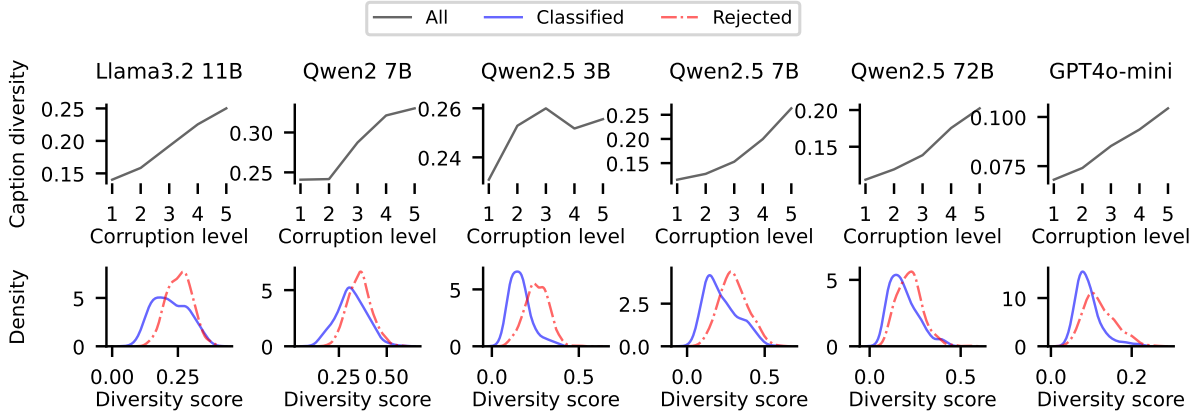 All Classified Rejected
Llama3.2 11B Qwen2 7B Qwen2.5 3B Qwen2.5 7B Qwen2.5 72B GPT4o-mini
Caption diversity
0.25 0.20 0.15
0.30 0.25
0.26 0.24
0.25 0.20 0.15
0.20 0.15
0.100 0.075
1 2 3 4 5 1 2 3 4 5 1 2 3 4 5 1 2 3 4 5 1 2 3 4 5 1 2 3 4 5
Corruption level Corruption level Corruption level Corruption level Corruption level Corruption level
Density
5 0
5 0
5 0
2.5 0.0
5 0
10 0
0.00 0.25 0.25 0.50 0.0 0.5 0.0 0.5 0.0 0.5 0.0 0.2
Diversity score Diversity score Diversity score Diversity score Diversity score Diversity score